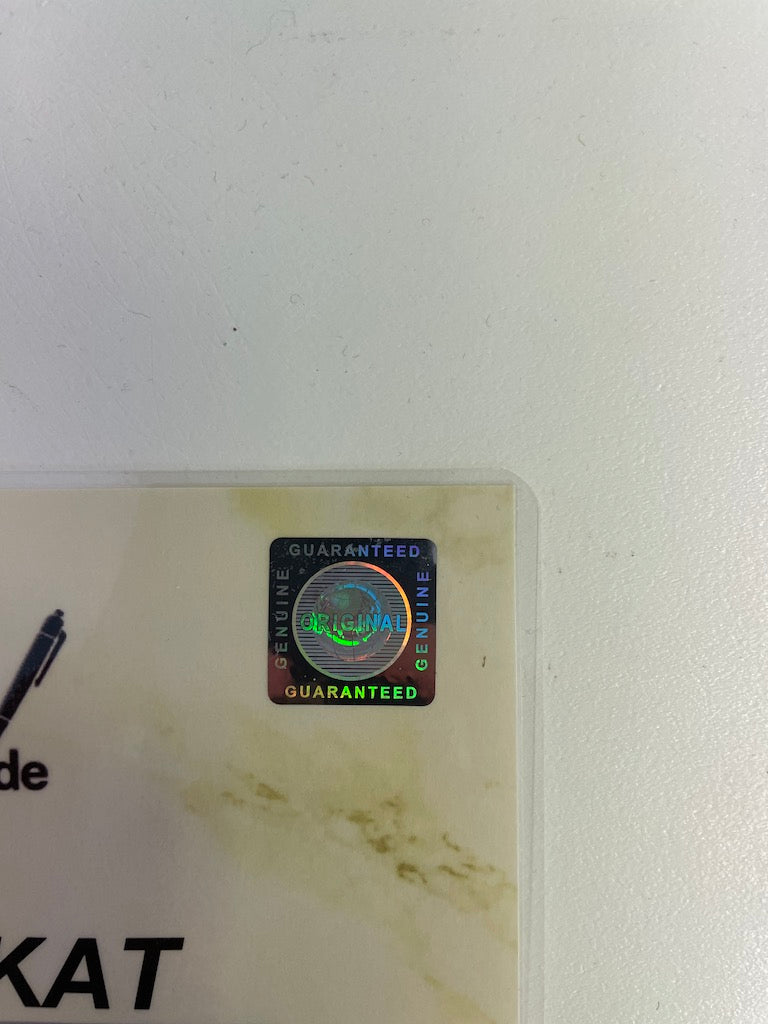 GUARANTEED
GENUINE
ORIGINAL
GENUINE
GUARANTEED
de
KAT